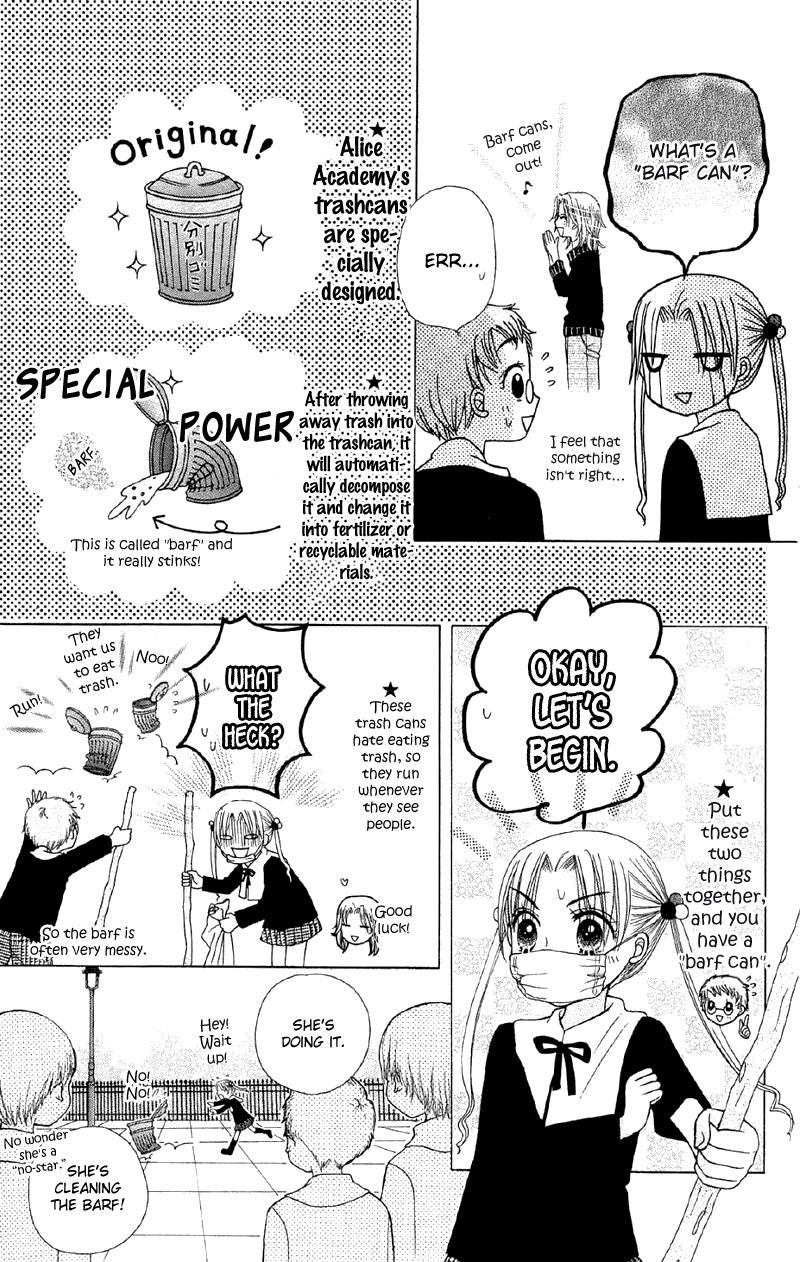 WHAT'S A
"BARF CAN"?
Barf cans,
come
out!
♪
ERR...
I feel that
something
isn't right...
Original!
分別ゴミ
★
Alice
Academy's
trashcans
are spe-
cially
designed.
SPECIAL
POWER
BARF
This is called "barf" and
it really stinks!
★
After throwing
away trash into
the trashcan, it
will automati-
cally decompose
it and change it
into fertilizer or
recyclable mate-
rials.
OKAY,
LET'S
BEGIN.
★
Put
these
two
things
together,
and you
have a
"barf can".
★
These
trash cans
hate eating
trash, so
they run
whenever
they see
people.
WHAT
THE
HECK?
Noo!
They
want us
to eat
trash.
Run!
Good
luck!
So the barf is
often very messy.
SHE'S
DOING IT.
Hey!
Wait
up!
No!
No!
No wonder
she's a
"no-star."
SHE'S
CLEANING
THE BARF!